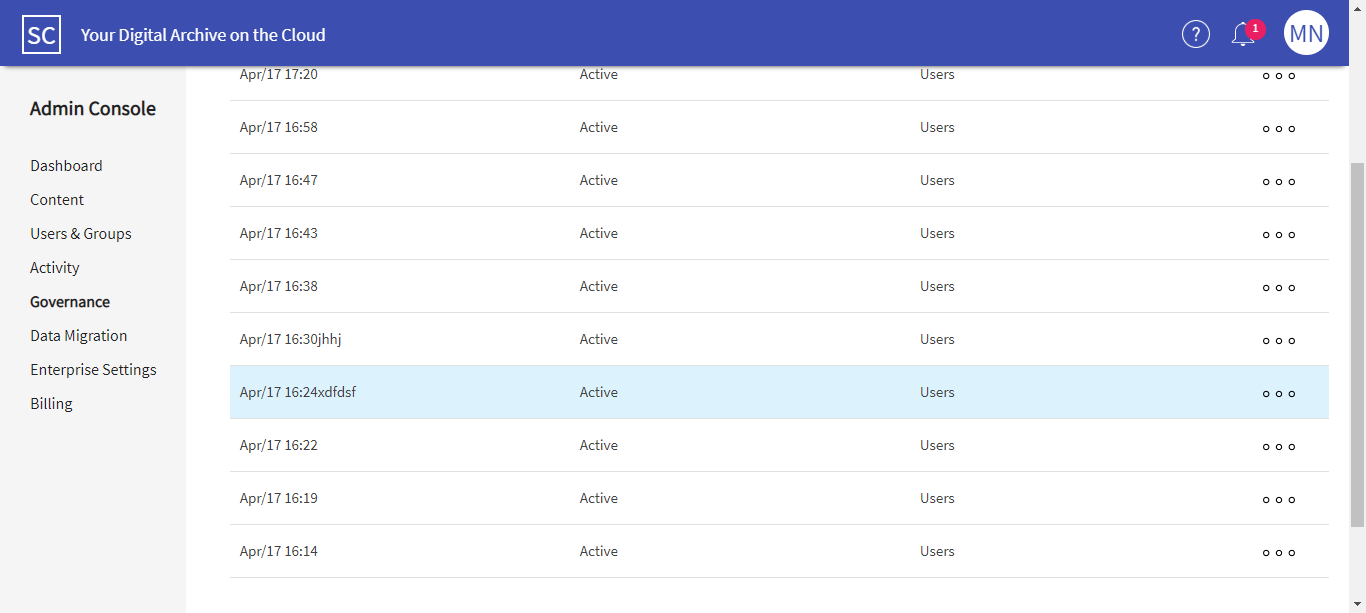 SC Your Digital Archive on the Cloud ? 1 MN
Admin Console
Dashboard
Content
Users & Groups
Activity
Governance
Data Migration
Enterprise Settings
Billing
Apr/17 17:20 Active Users
Apr/17 16:58 Active Users
Apr/17 16:47 Active Users
Apr/17 16:43 Active Users
Apr/17 16:38 Active Users
Apr/17 16:30jhhj Active Users
Apr/17 16:24xdfdsf Active Users
Apr/17 16:22 Active Users
Apr/17 16:19 Active Users
Apr/17 16:14 Active Users